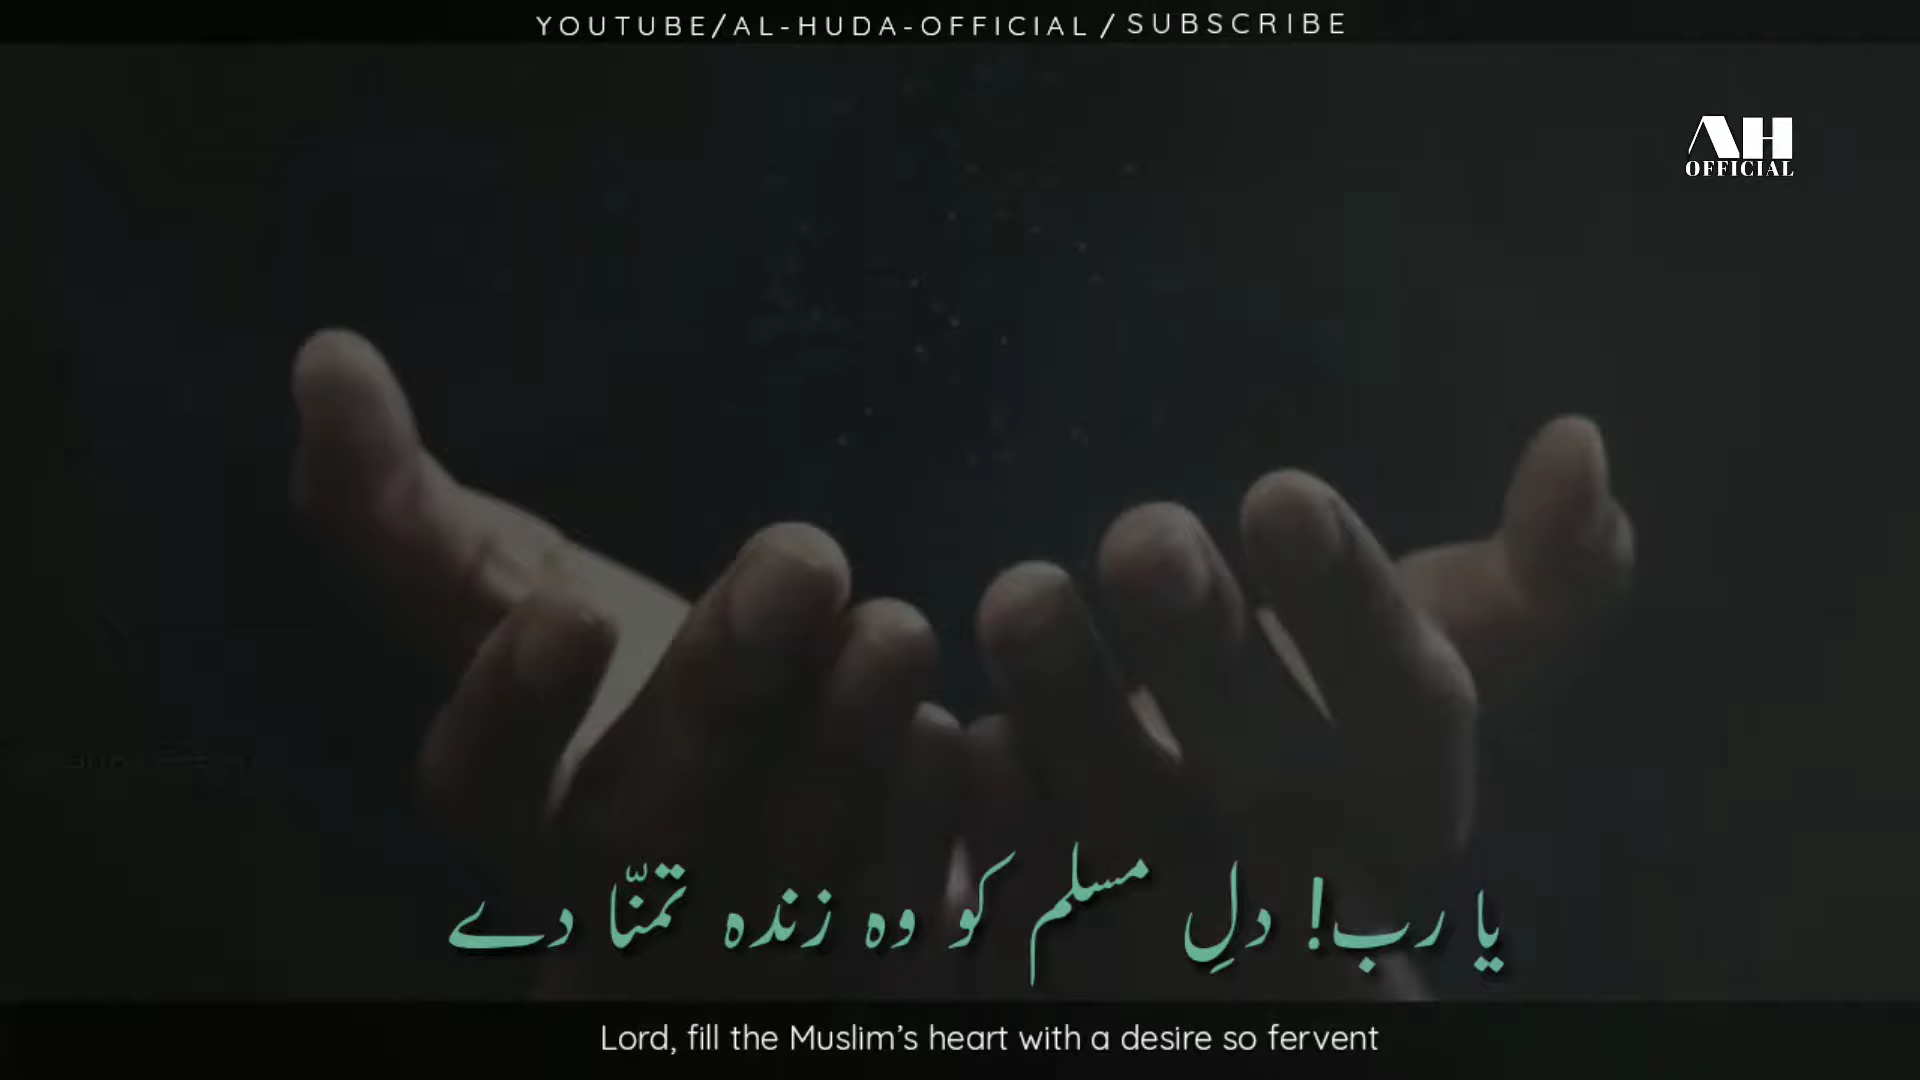 YOUTUBE/AL-HUDA-OFFICIAL/SUBSCRIBE
AH
OFFICIAL
یا رب! دلِ مسلم کو وہ زندہ تمنّا دے
Lord, fill the Muslim’s heart with a desire so fervent